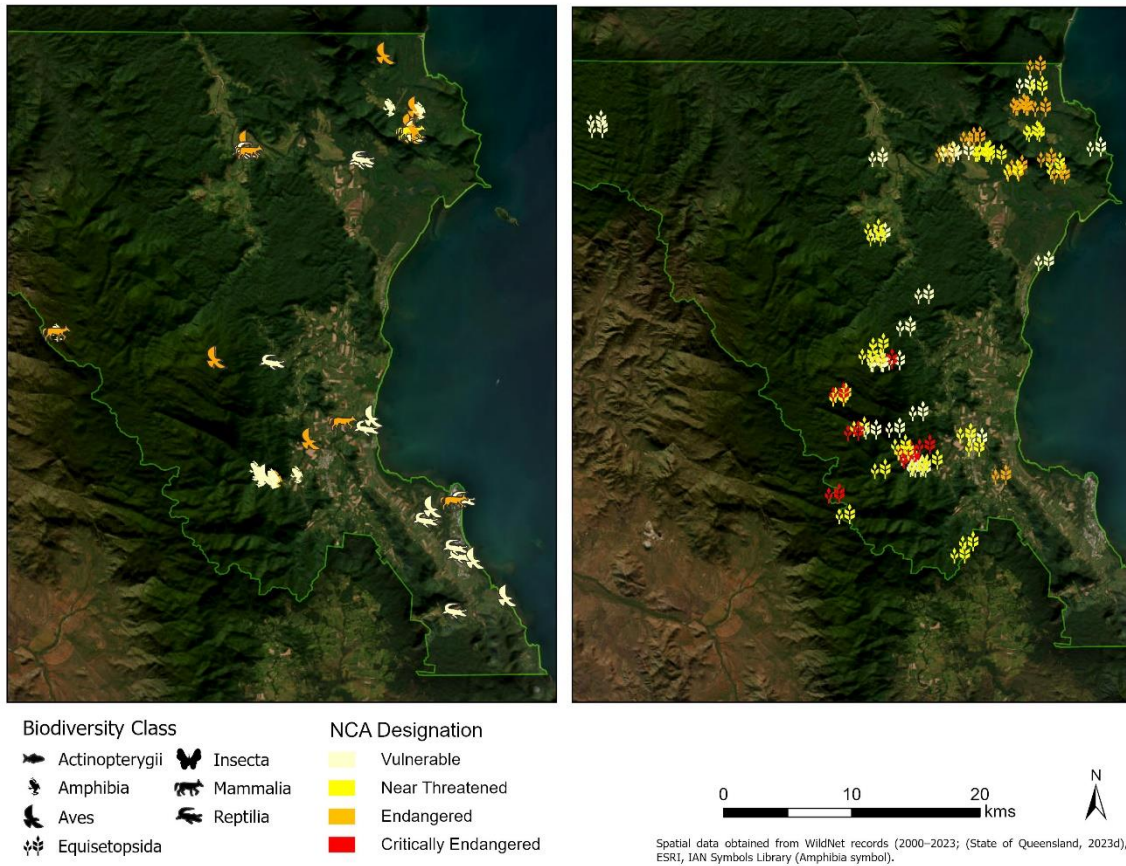 Biodiversity Class
Actinopterygii
Amphibia
Aves
Equisetopsida
Insecta
Mammalia
Reptilia
NCA Designation
Vulnerable
Near Threatened
Endangered
Critically Endangered
0 10 20
kms
N
Spatial data obtained from WildNet records (2000–2023; (State of Queensland, 2023d),
ESRI, IAN Symbols Library (Amphibia symbol).